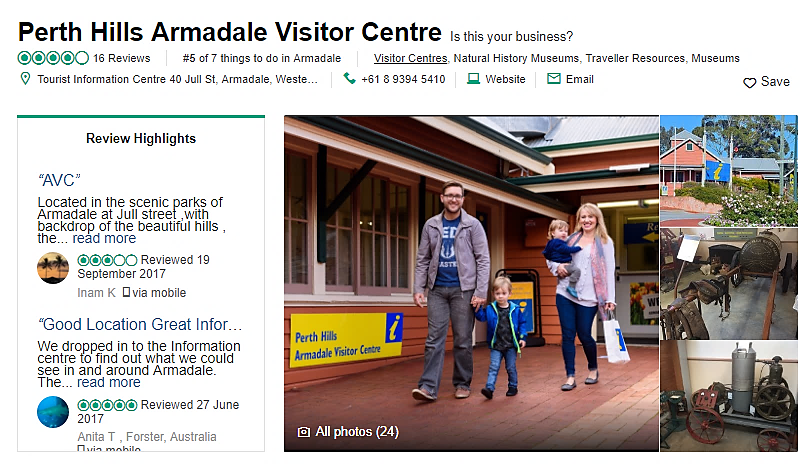 Perth Hills Armadale Visitor Centre Is this your business?
16 Reviews #5 of 7 things to do in Armadale Visitor Centres, Natural History Museums, Traveller Resources, Museums
Tourist Information Centre 40 Jull St, Armadale, Weste... +61 8 9394 5410 Website Email
Save
Review Highlights
“AVC”
Located in the scenic parks of
Armadale at Jull street ,with
backdrop of the beautiful hills ,
the... read more
Reviewed 19
September 2017
Inam K via mobile
“Good Location Great Infor...
We dropped in to the Information
centre to find out what we could
see in and around Armadale.
The... read more
Reviewed 27 June
2017
Anita T , Forster, Australia
via mobile
Perth Hills
Armadale Visitor Centre
i
All photos (24)